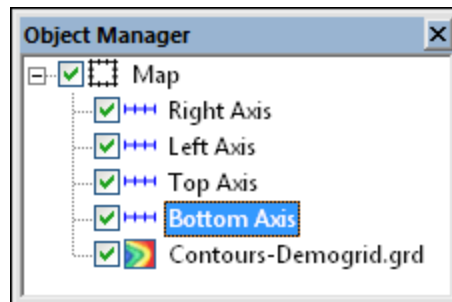 Object Manager
Map
Right Axis
Left Axis
Top Axis
Bottom Axis
Contours-Demogrid.grd